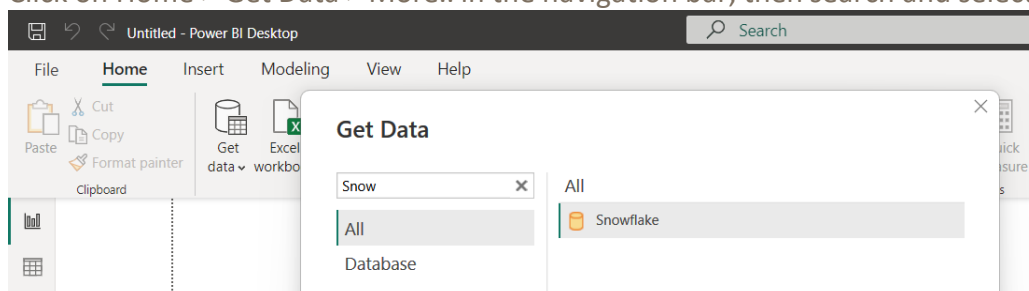 Click on Home > Get Data > More.. in the navigation bar, then search and select
Untitled - Power BI Desktop
Search
File Home Insert Modeling View Help
Paste
Cut
Copy
Format painter
Clipboard
Get
data
Excel
workbo
Get Data
Snow
All
Database
All
Snowflake